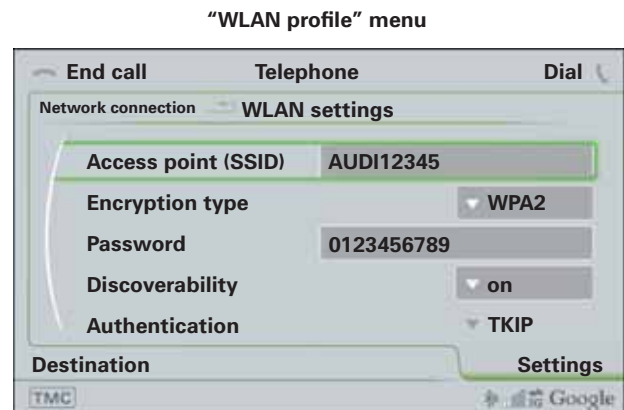 “WLAN profile” menu
End call Telephone Dial
Network connection WLAN settings
Access point (SSID) AUDI12345
Encryption type WPA2
Password 0123456789
Discoverability on
Authentication TKIP
Destination Settings
TMC Google